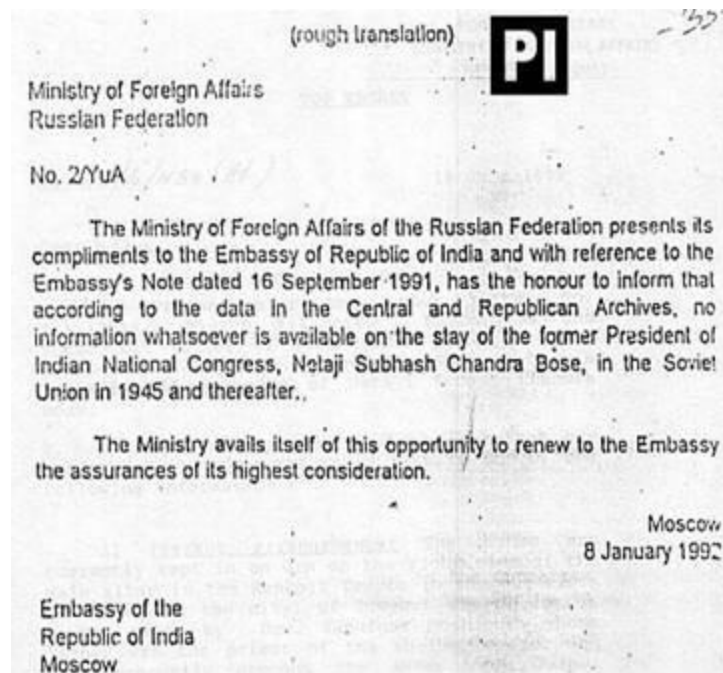 (rough translation)
PI
Ministry of Foreign Affairs
Russian Federation
No. 2/YuA
The Ministry of Foreign Affairs of the Russian Federation presents its
compliments to the Embassy of Republic of India and with reference to the
Embassy's Note dated 16 September 1991, has the honour to inform that
according to the data in the Central and Republican Archives, no
information whatsoever is available on the stay of the former President of
Indian National Congress, Netaji Subhash Chandra Bose, in the Soviet
Union in 1945 and thereafter.
The Ministry avails itself of this opportunity to renew to the Embassy
the assurances of its highest consideration.
Moscow
8 January 1992
Embassy of the
Republic of India
Moscow